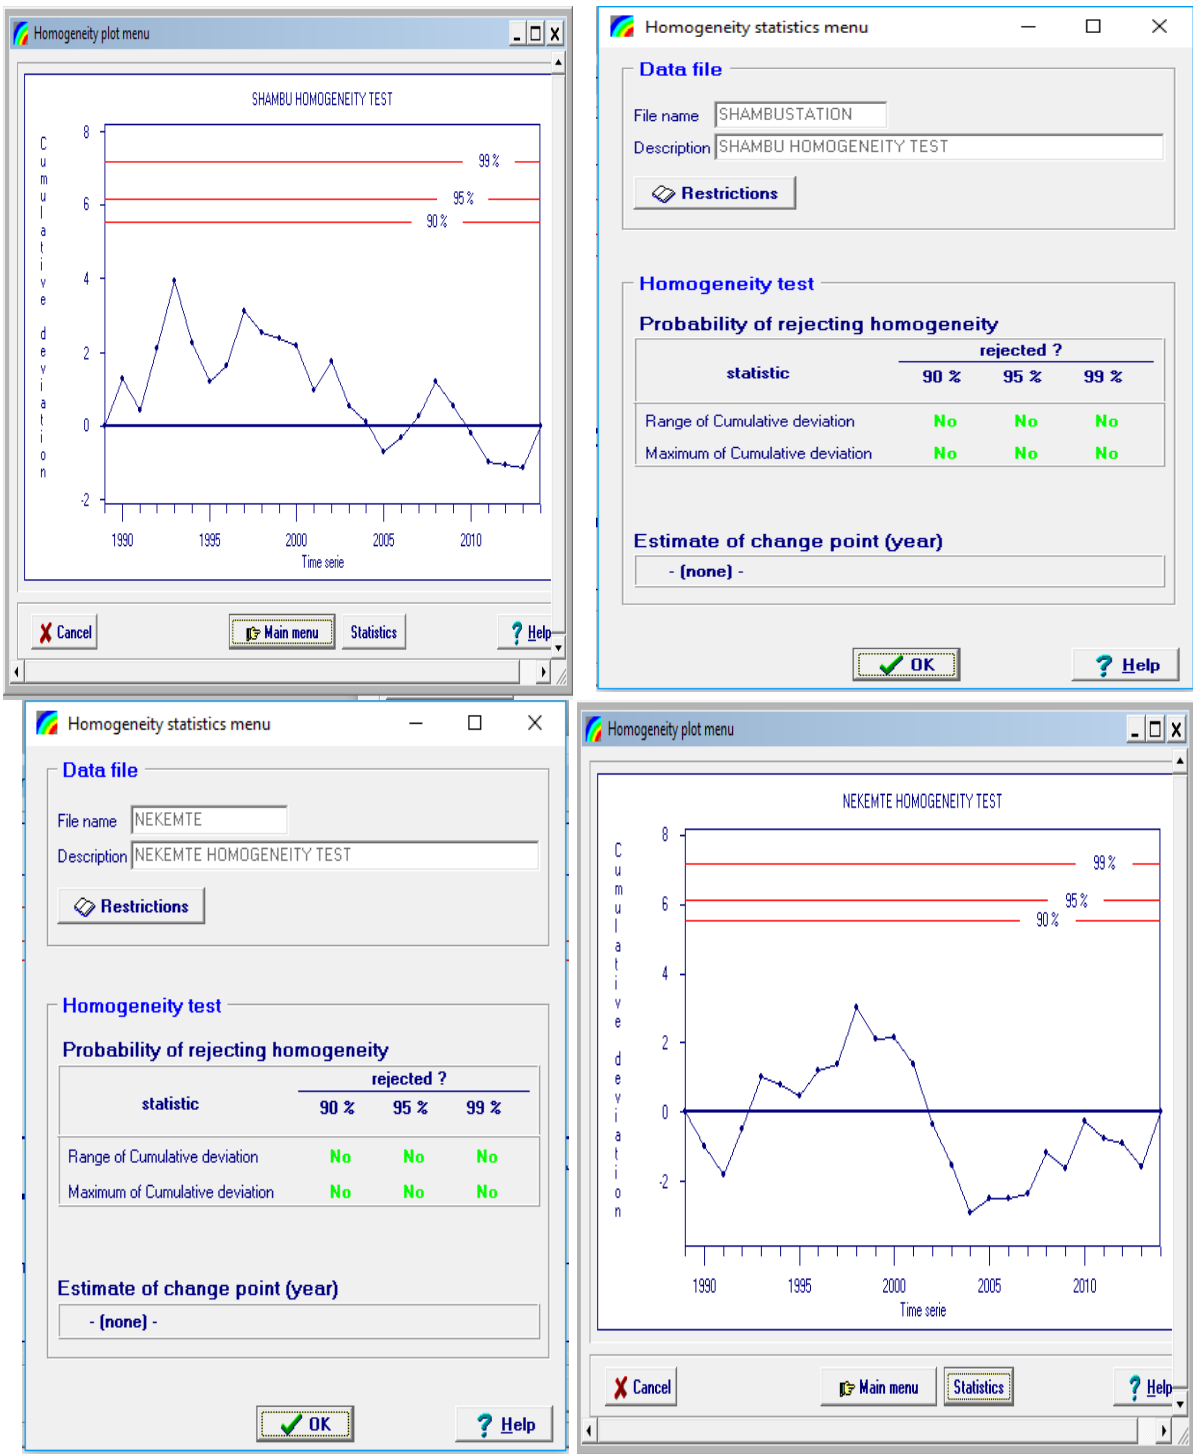 Homogeneity plot menu
SHAMBU HOMOGENEITY TEST
Cumulative deviation
8
6
4
2
0
-2
99 %
95 %
90 %
1990 1995 2000 2005 2010
Time serie
Cancel Main menu Statistics Help
Homogeneity statistics menu
Data file
File name SHAMBUSTATION
Description SHAMBU HOMOGENEITY TEST
Restrictions
Homogeneity test
Probability of rejecting homogeneity
rejected ?
statistic 90 % 95 % 99 %
Range of Cumulative deviation No No No
Maximum of Cumulative deviation No No No
Estimate of change point (year)
- (none) -
OK Help
Homogeneity statistics menu
Data file
File name NEKEMTE
Description NEKEMTE HOMOGENEITY TEST
Restrictions
Homogeneity test
Probability of rejecting homogeneity
rejected ?
statistic 90 % 95 % 99 %
Range of Cumulative deviation No No No
Maximum of Cumulative deviation No No No
Estimate of change point (year)
- (none) -
OK Help
Homogeneity plot menu
NEKEMTE HOMOGENEITY TEST
Cumulative deviation
8
6
4
2
0
-2
99 %
95 %
90 %
1990 1995 2000 2005 2010
Time serie
Cancel Main menu Statistics Help